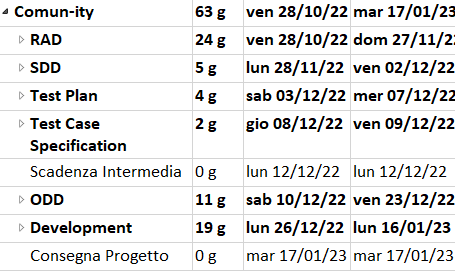 Comun-ity 63 g ven 28/10/22 mar 17/01/23
RAD 24 g ven 28/10/22 dom 27/11/22
SDD 5 g lun 28/11/22 ven 02/12/22
Test Plan 4 g sab 03/12/22 mer 07/12/22
Test Case 2 g gio 08/12/22 ven 09/12/22
Specification
Scadenza Intermedia 0 g lun 12/12/22 lun 12/12/22
ODD 11 g sab 10/12/22 ven 23/12/22
Development 19 g lun 26/12/22 lun 16/01/23
Consegna Progetto 0 g mar 17/01/23 mar 17/01/23